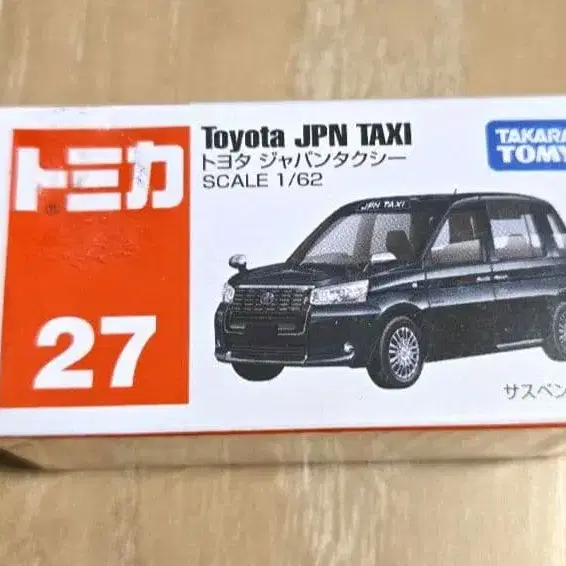 トミカ
27
Toyota JPN TAXI
トヨタ ジャパンタクシー
SCALE 1/62
TAKARA
TOMY
JPN TAXI
サスペン